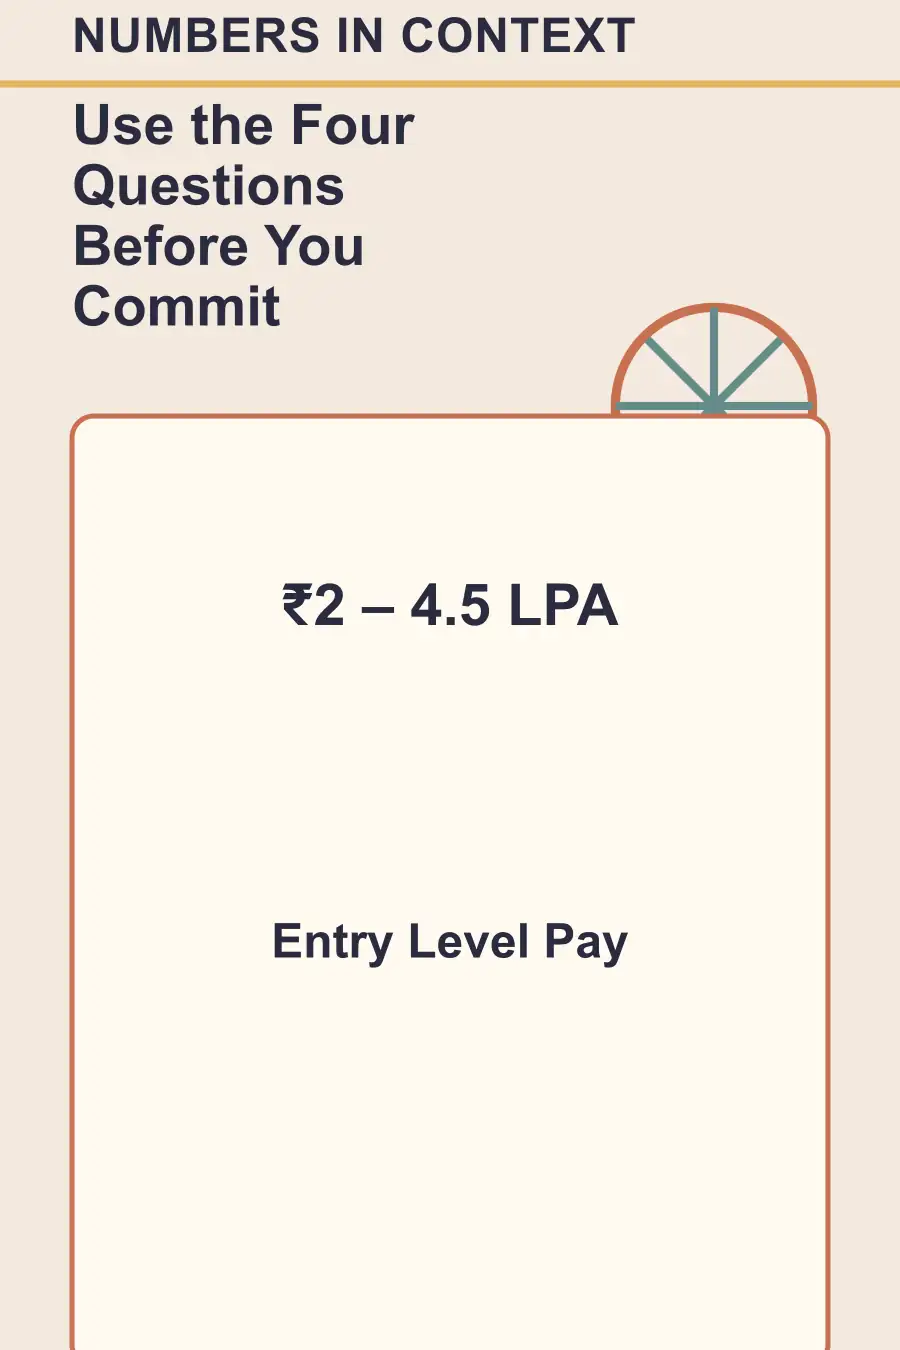 NUMBERS IN CONTEXT
Use the Four
Questions
Before You
Commit
₹2 – 4.5 LPA
Entry Level Pay